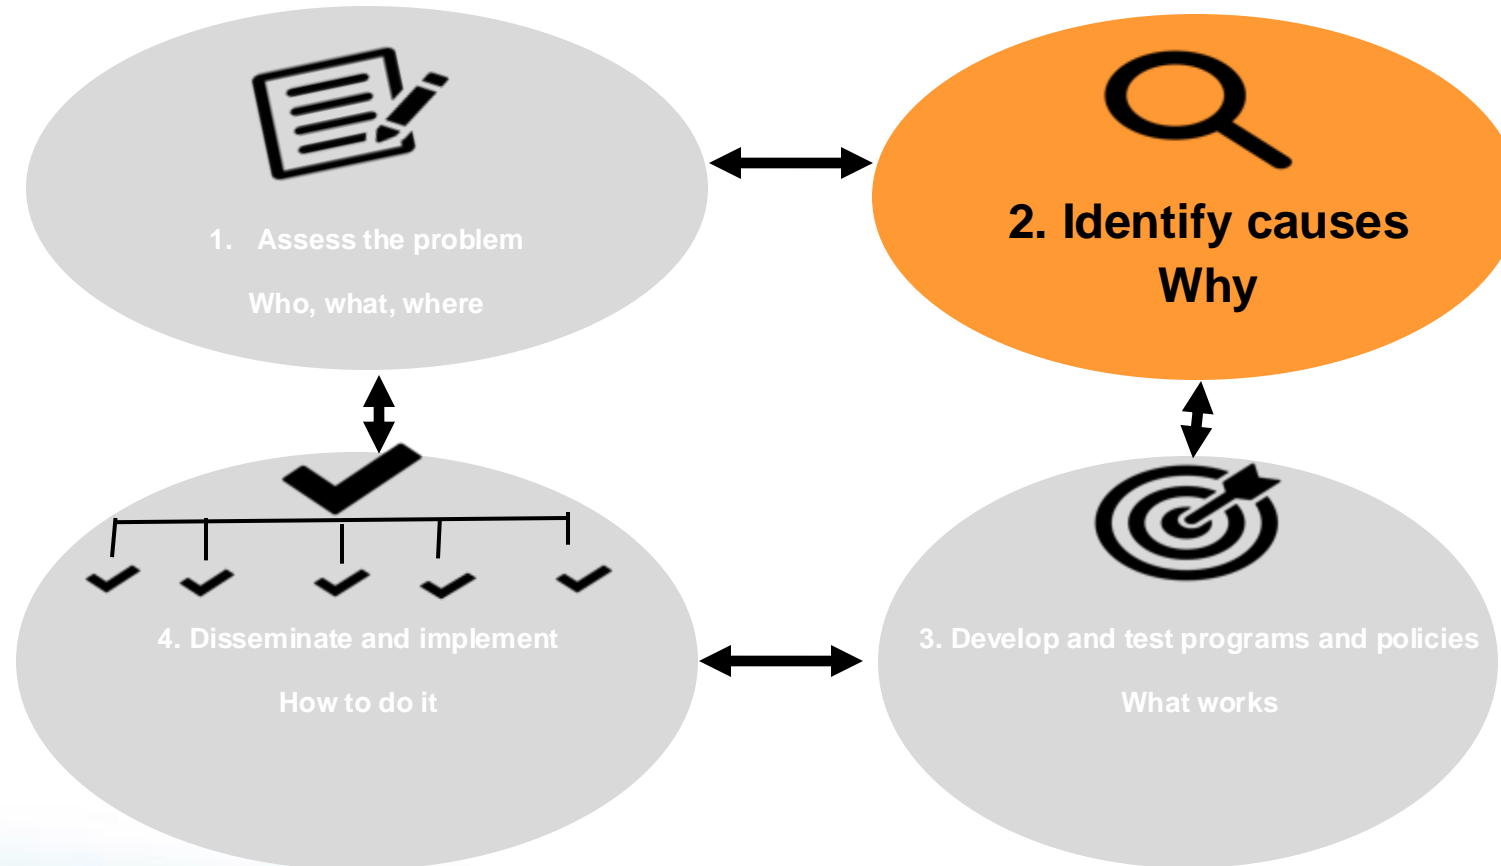 1. Assess the problem
Who, what, where
2. Identify causes
Why
4. Disseminate and implement
How to do it
3. Develop and test programs and policies
What works